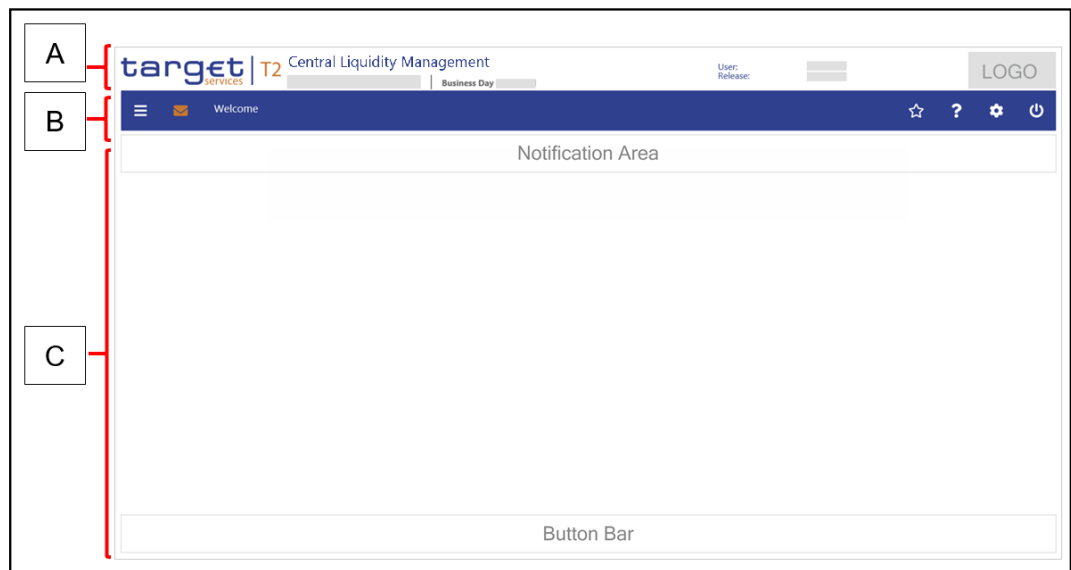 A
target services | T2 Central Liquidity Management
Business Day
User:
Release:
LOGO
B
Welcome
?
Notification Area
C
Button Bar